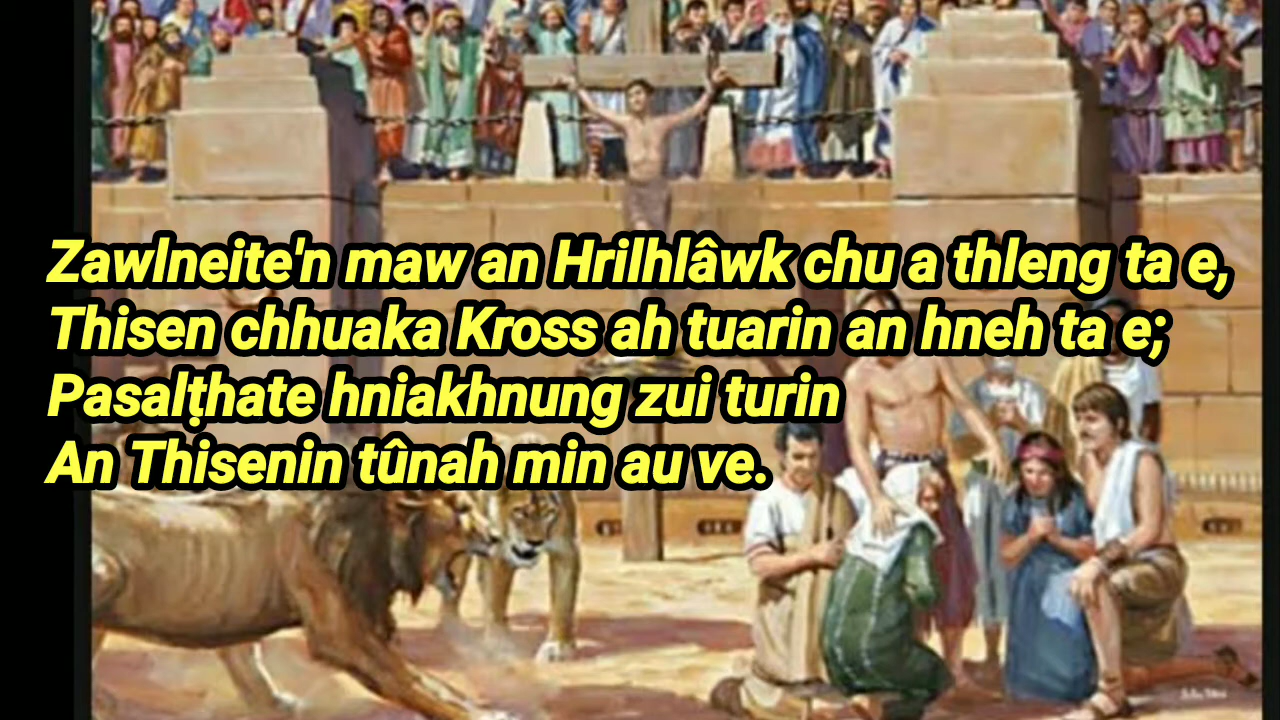 Zawlneite'n maw an Hrilhlâwk chu a thleng ta e,
Thisen chhuaka Kross ah tuarin an hneh ta e;
Pasalṭhate hniakhnung zui turin
An Thisenin tûnah min au ve.